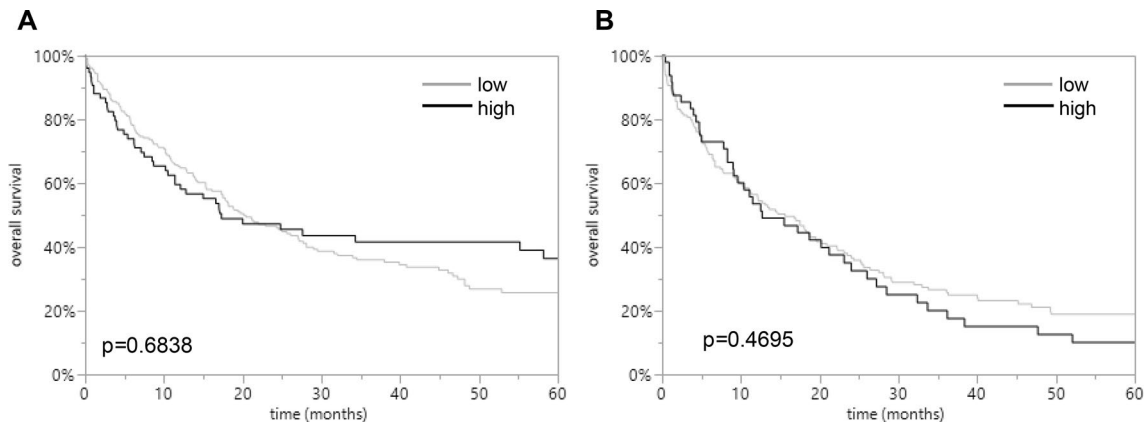 A
overall survival
100%
80%
60%
40%
20%
0%
low
high
p=0.6838
0 10 20 30 40 50 60
time (months)
B
overall survival
100%
80%
60%
40%
20%
0%
low
high
p=0.4695
0 10 20 30 40 50 60
time (months)